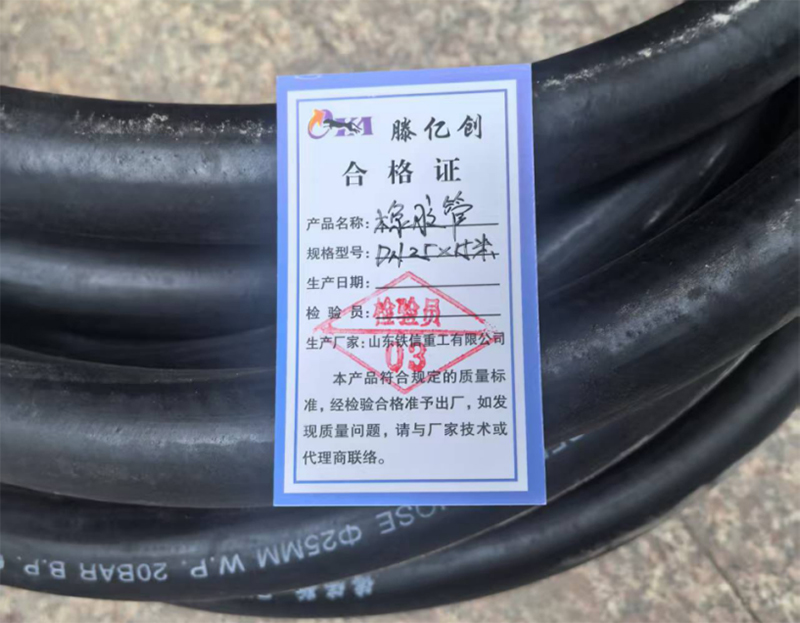 OKA 滕亿创
合格证
产品名称: 橡胶管
规格型号: DN25×15米
生产日期:
检验员:
检验员
03
生产厂家: 山东铁信重工有限公司
本产品符合规定的质量标
准，经检验合格准予出厂，如发
现质量问题，请与厂家技术或
代理商联络。
HOSE Φ25MM W.P. 20BAR B.P.